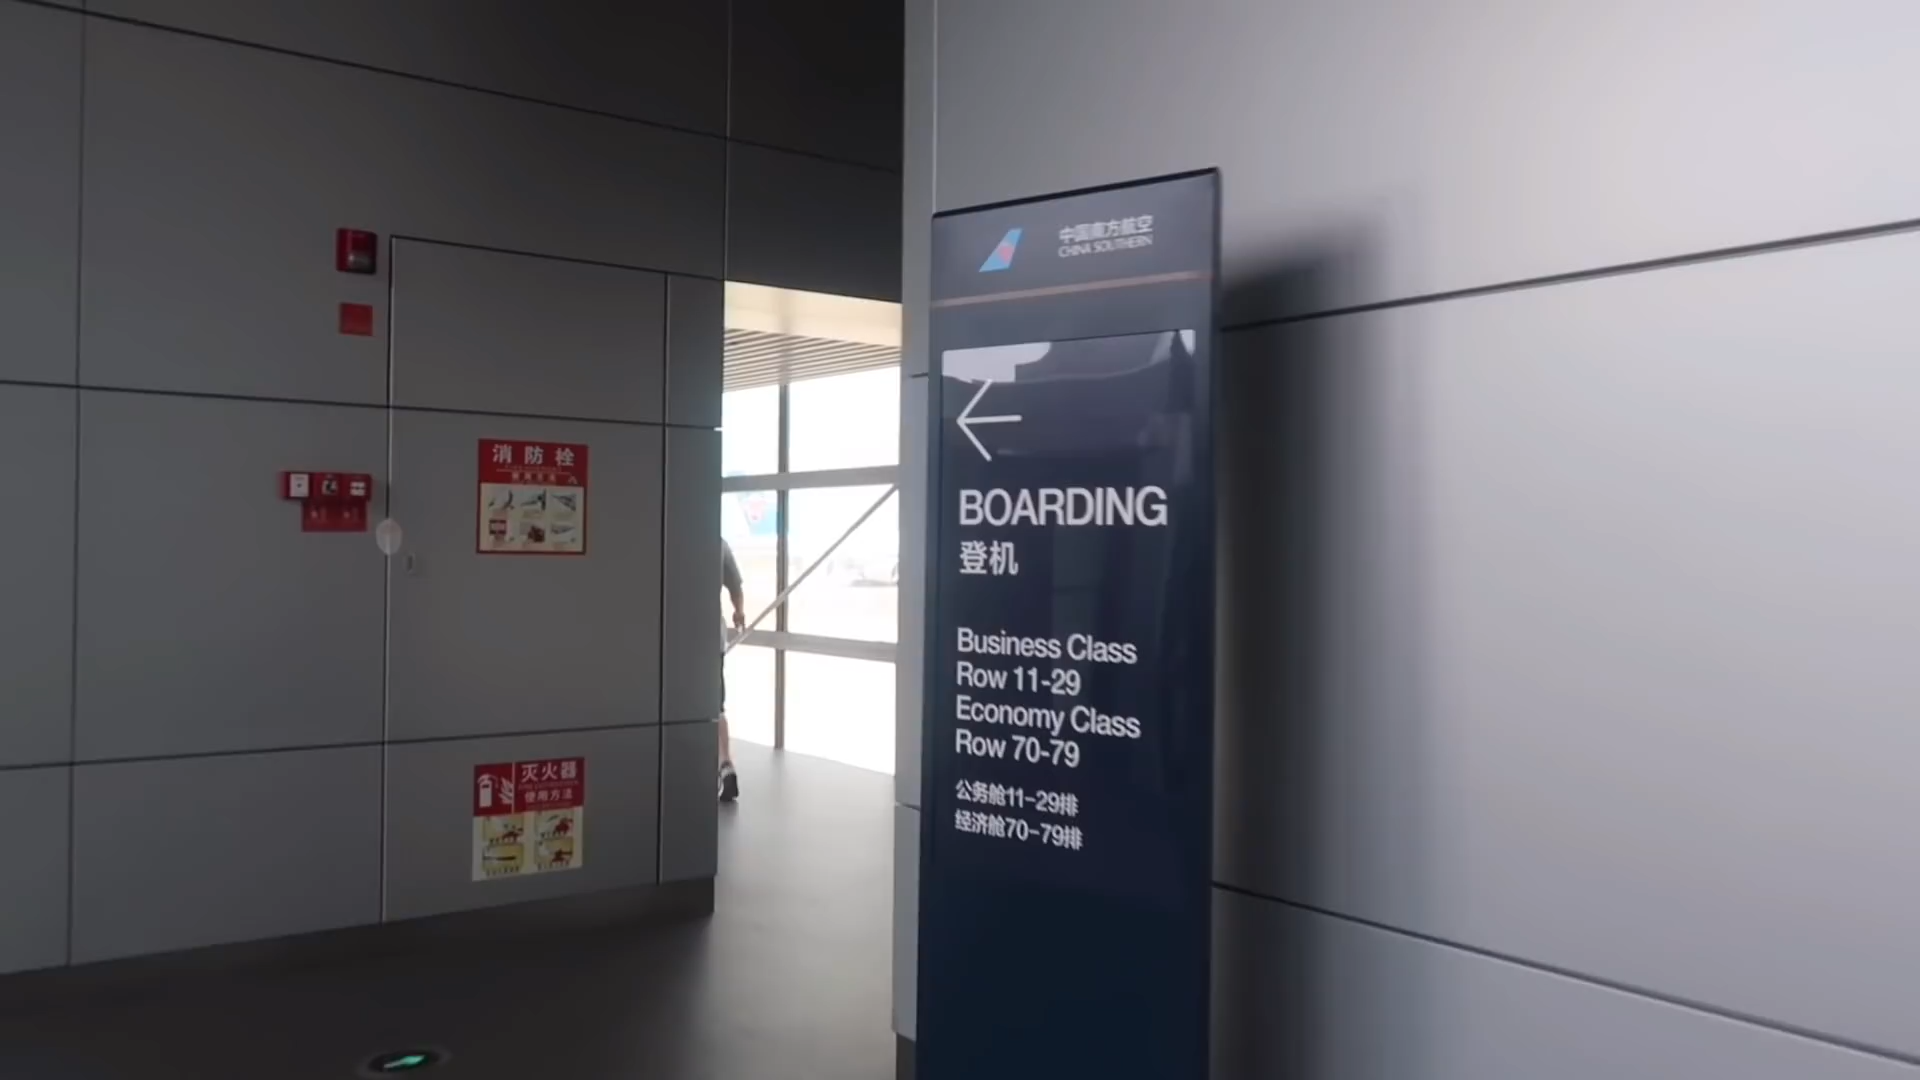 中国南方航空
CHINA SOUTHERN
BOARDING
登机
Business Class
Row 11-29
Economy Class
Row 70-79
公务舱11-29排
经济舱70-79排
消防栓
灭火器
使用方法